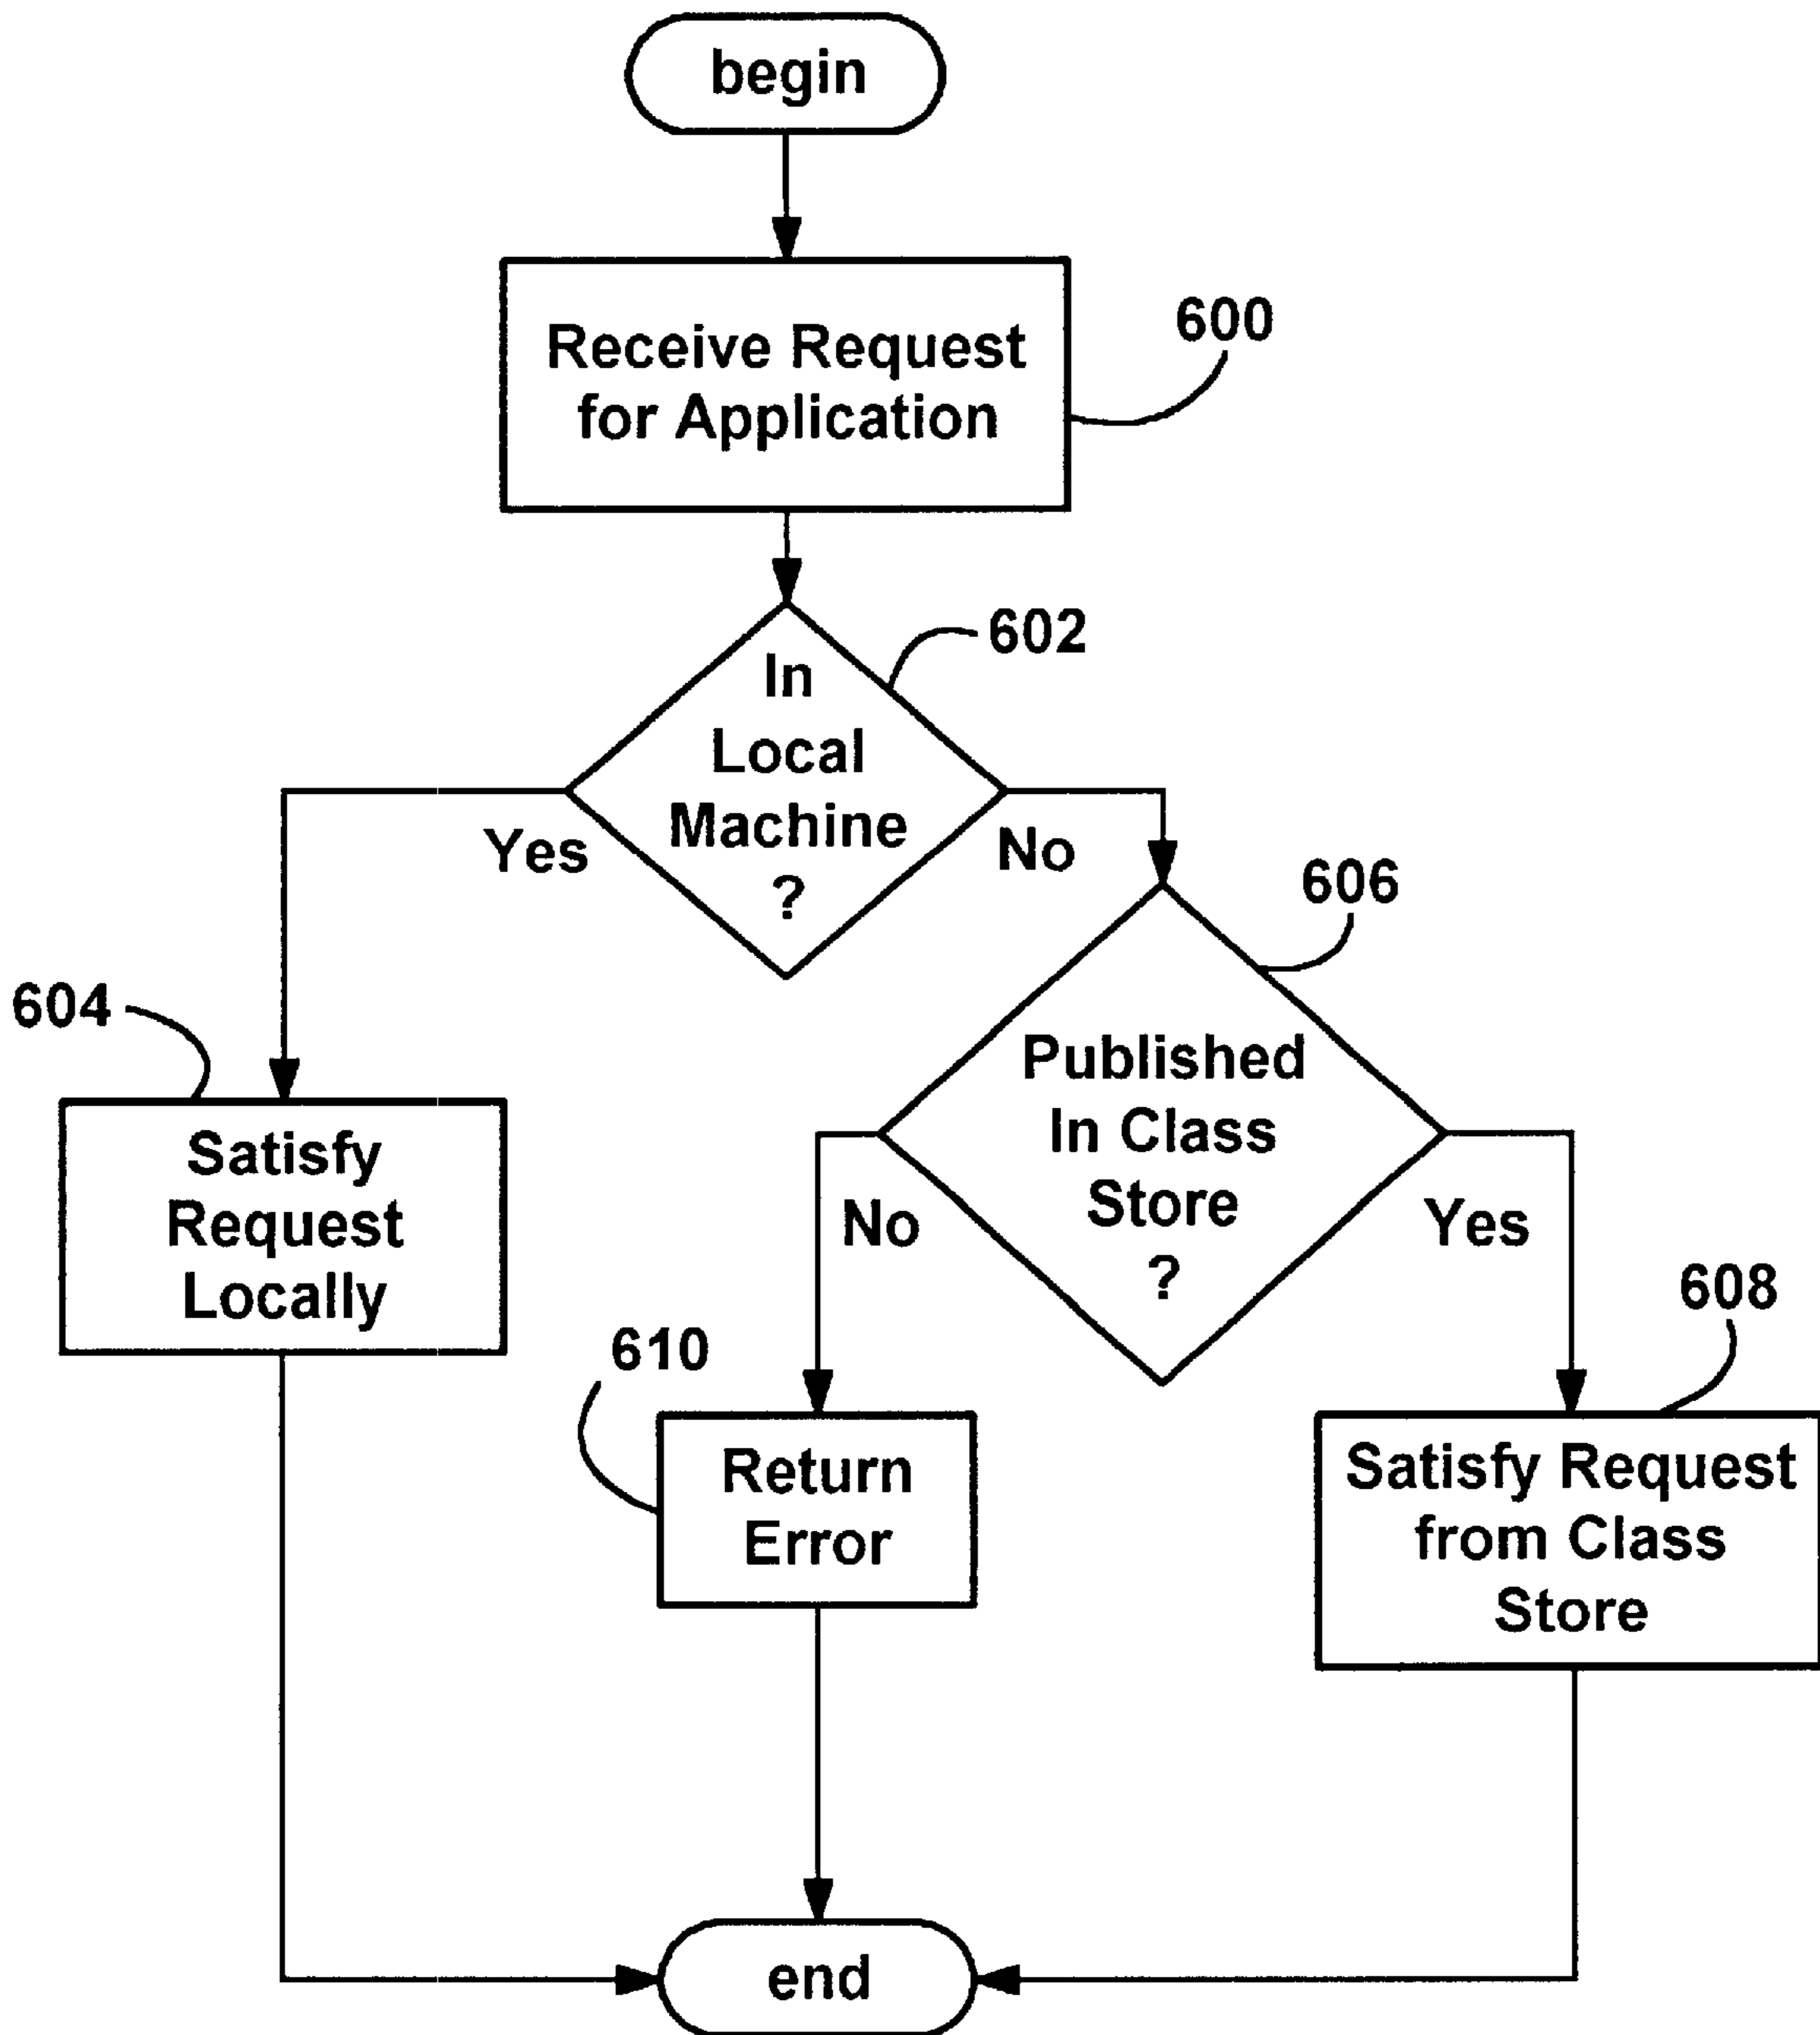 begin
Receive Request
for Application
600
In
Local
Machine
?
602
Yes
No
606
604
Published
In Class
Store
?
Satisfy
Request
Locally
No
Yes
608
610
Return
Error
Satisfy Request
from Class
Store
end